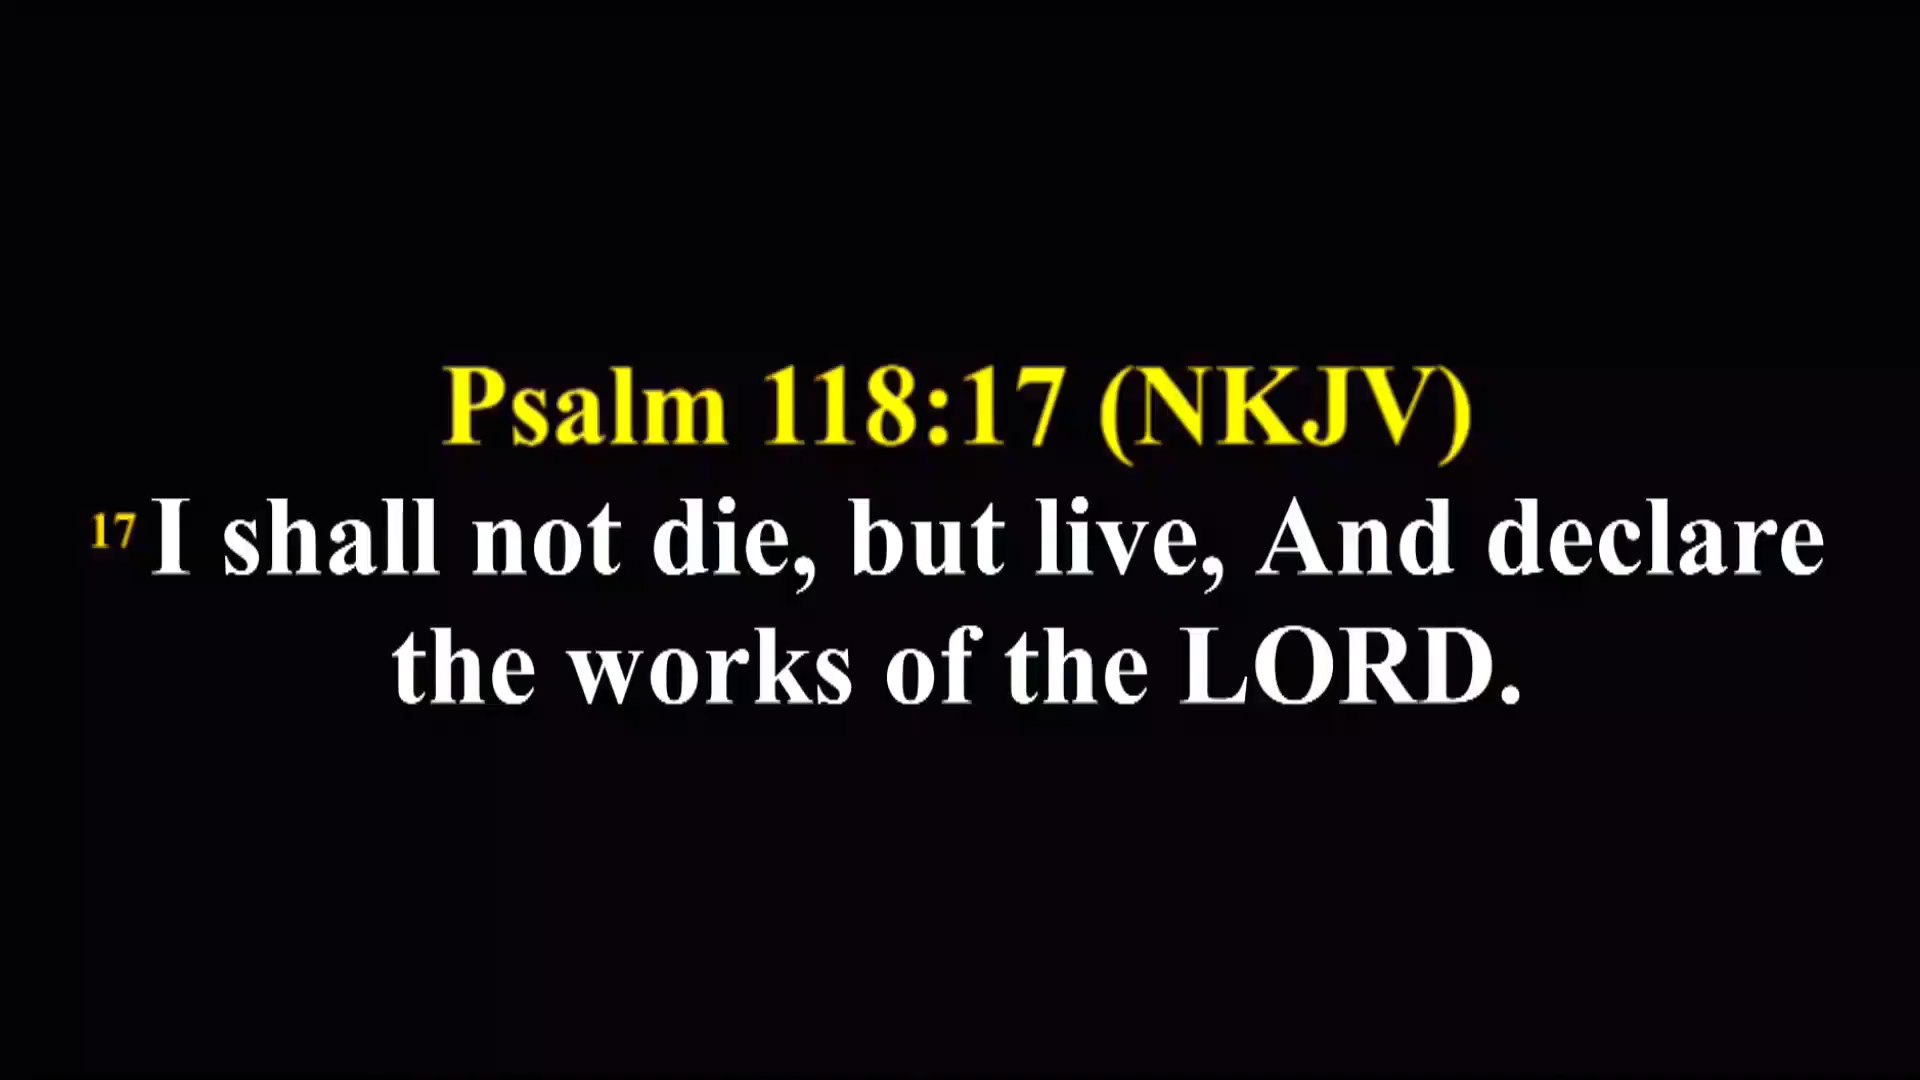 Psalm 118:17 (NKJV)
17 I shall not die, but live, And declare
the works of the LORD.